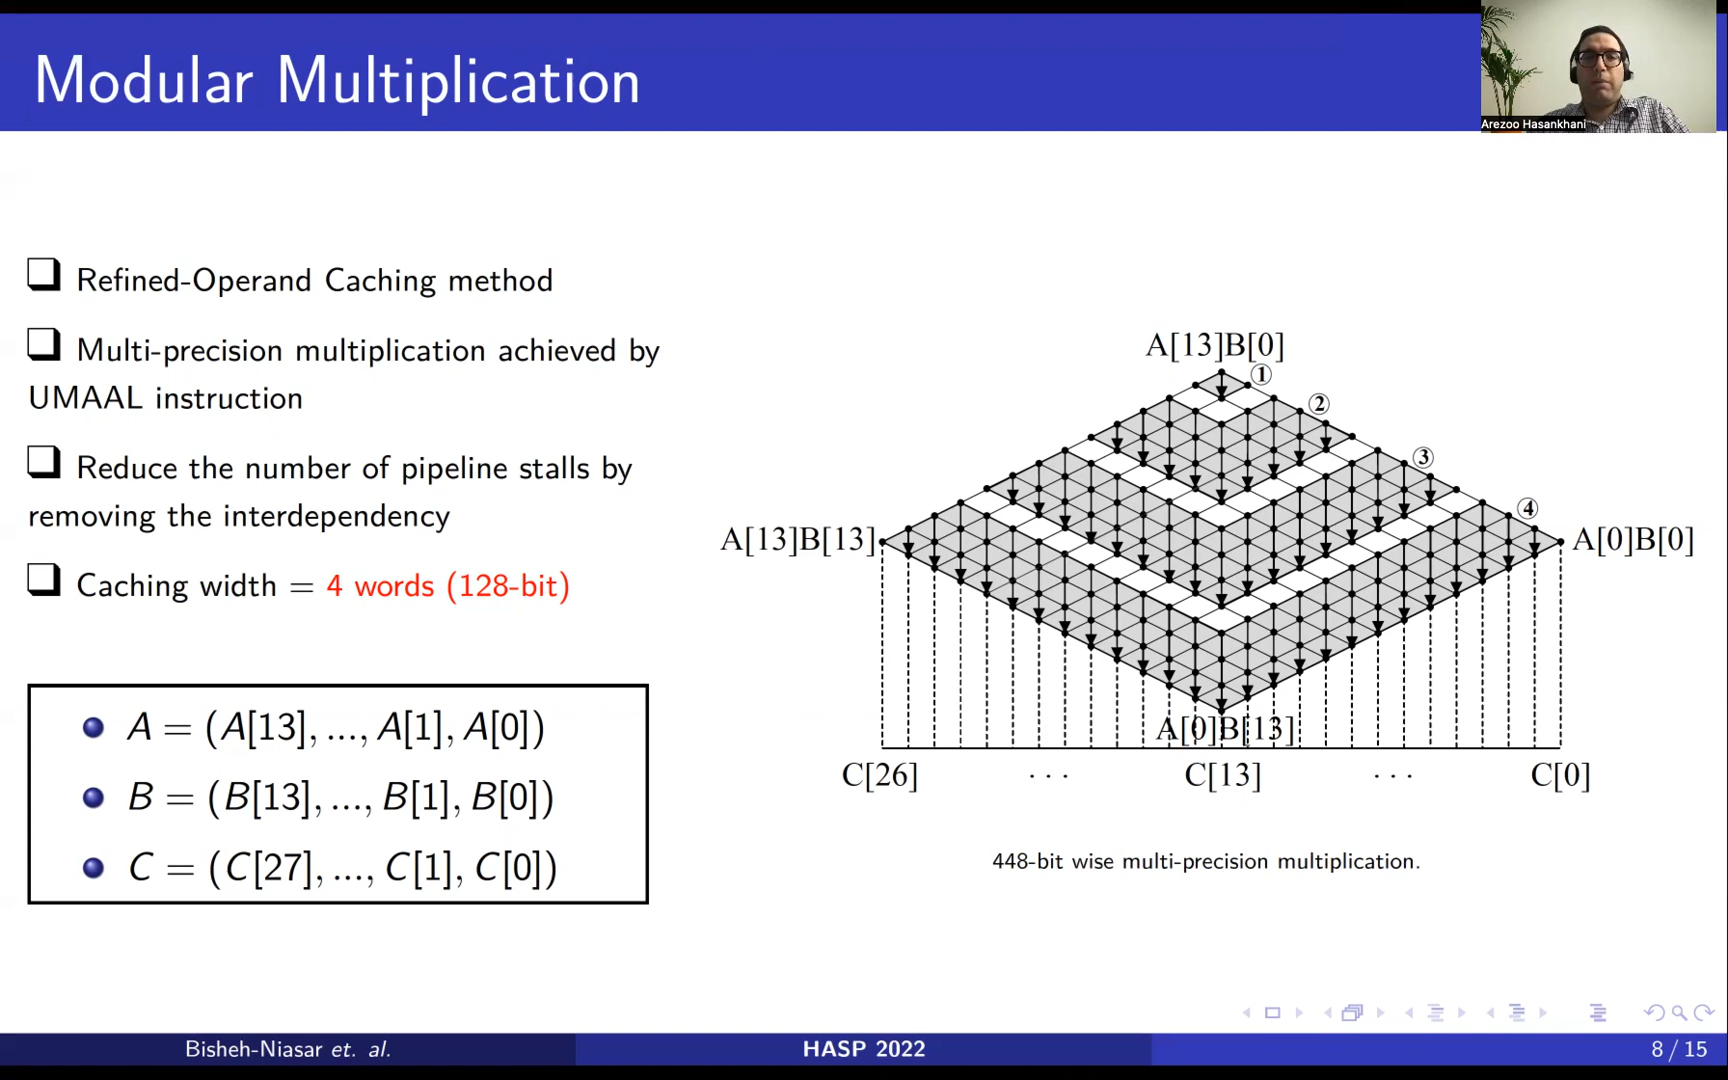 Modular Multiplication
Arezoo Hasankhani
Refined-Operand Caching method
Multi-precision multiplication achieved by
UMAAL instruction
Reduce the number of pipeline stalls by
removing the interdependency
Caching width = 4 words (128-bit)
A = (A[13], ..., A[1], A[0])
B = (B[13], ..., B[1], B[0])
C = (C[27], ..., C[1], C[0])
A[13]B[0]
①
②
③
④
A[13]B[13]
A[0]B[0]
A[0]B[13]
C[26] ··· C[13] ··· C[0]
448-bit wise multi-precision multiplication.
Bisheh-Niasar et. al. HASP 2022 8 / 15